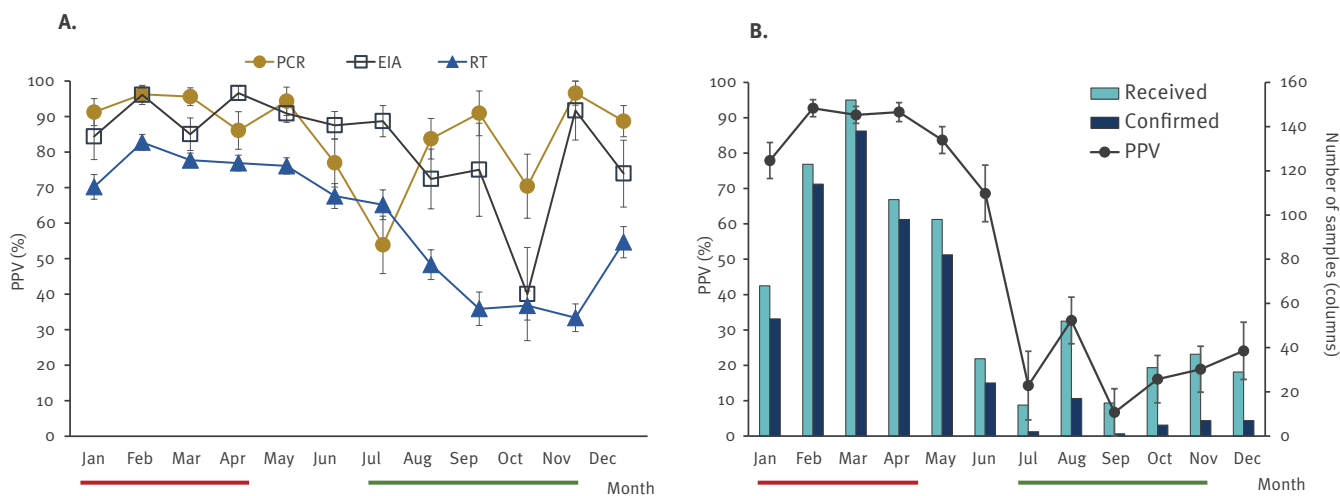 A.
PCR
EIA
RT
PPV (%)
100
90
80
70
60
50
40
30
20
10
0
Jan Feb Mar Apr May Jun Jul Aug Sep Oct Nov Dec
Month
B.
Received
Confirmed
PPV
PPV (%)
100
90
80
70
60
50
40
30
20
10
0
160
140
120
100
80
60
40
20
0
Number of samples (columns)
Jan Feb Mar Apr May Jun Jul Aug Sep Oct Nov Dec
Month